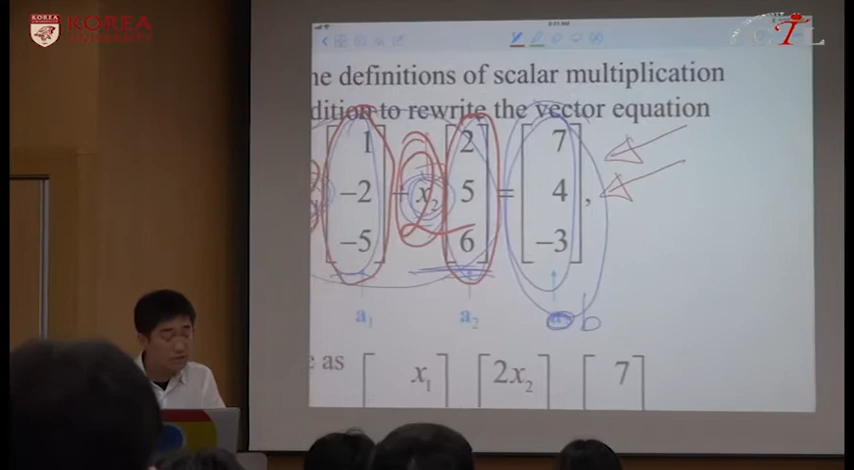 KOREA
KOREA
UNIVERSITY
he definitions of scalar multiplication
dition to rewrite the vector equation
[1 -2 -5] + x₂ [2 5 6] = [7 4 -3],
a₁ a₂ b
as [x₁] [2x₂] [7]